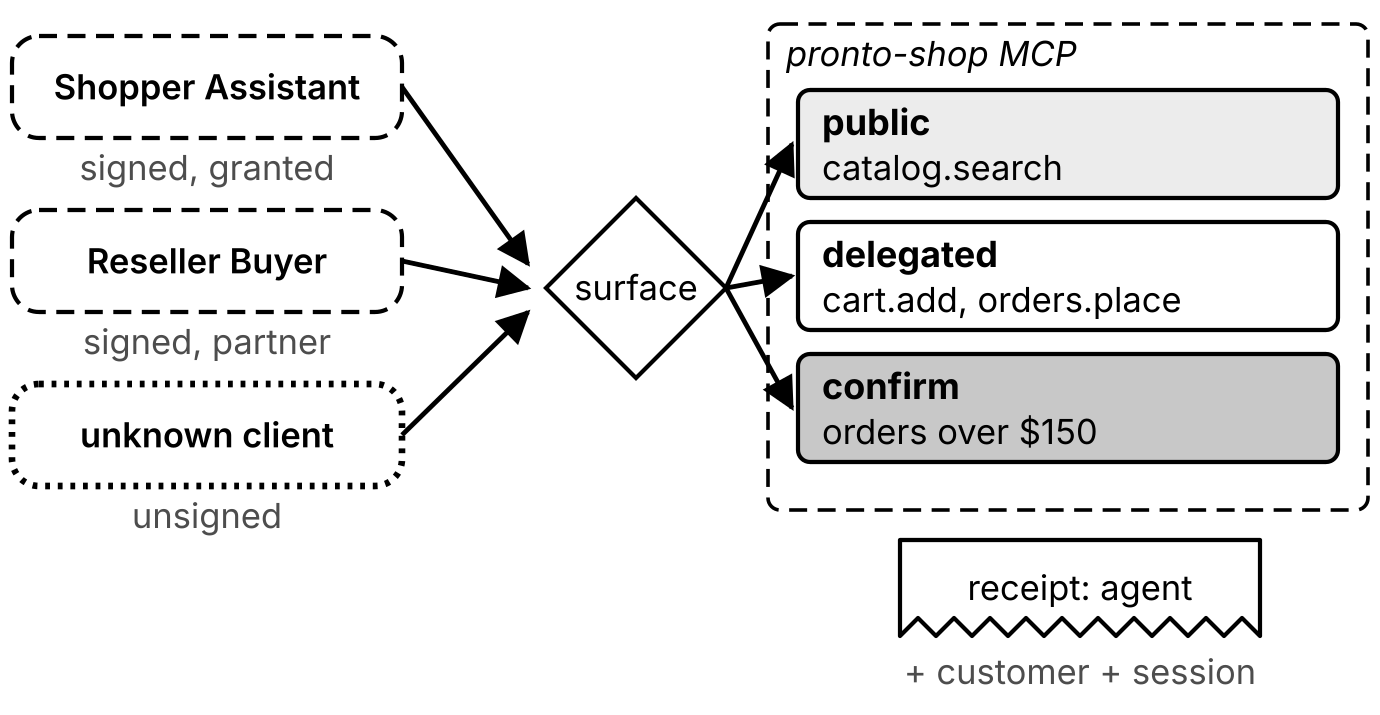 Shopper Assistant
signed, granted
Reseller Buyer
signed, partner
unknown client
unsigned
surface
pronto-shop MCP
public
catalog.search
delegated
cart.add, orders.place
confirm
orders over $150
receipt: agent
+ customer + session